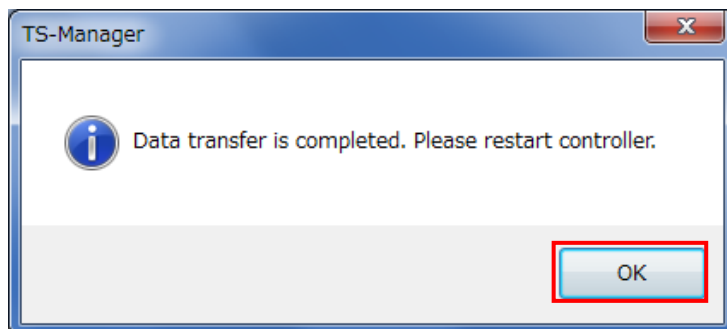 TS-Manager
Data transfer is completed. Please restart controller.
OK